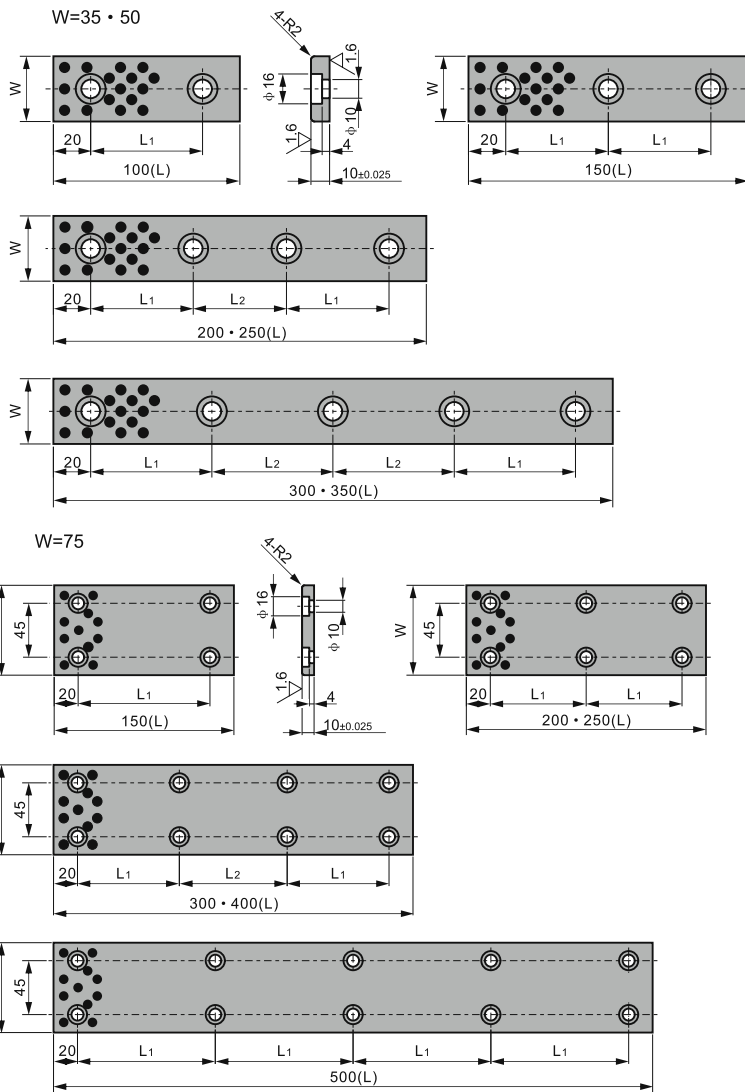 W=35・50
4-R2
1.6
W
φ16
φ10
1.6
W
20
L1
100(L)
4
10±0.025
20
L1
L1
150(L)
W
20
L1
L2
L1
200・250(L)
W
20
L1
L2
L2
L1
300・350(L)
W=75
4-R2
45
φ16
φ10
W
45
1.6
20
L1
150(L)
4
10±0.025
20
L1
L1
200・250(L)
45
20
L1
L2
L1
300・400(L)
45
20
L1
L1
L1
L1
500(L)